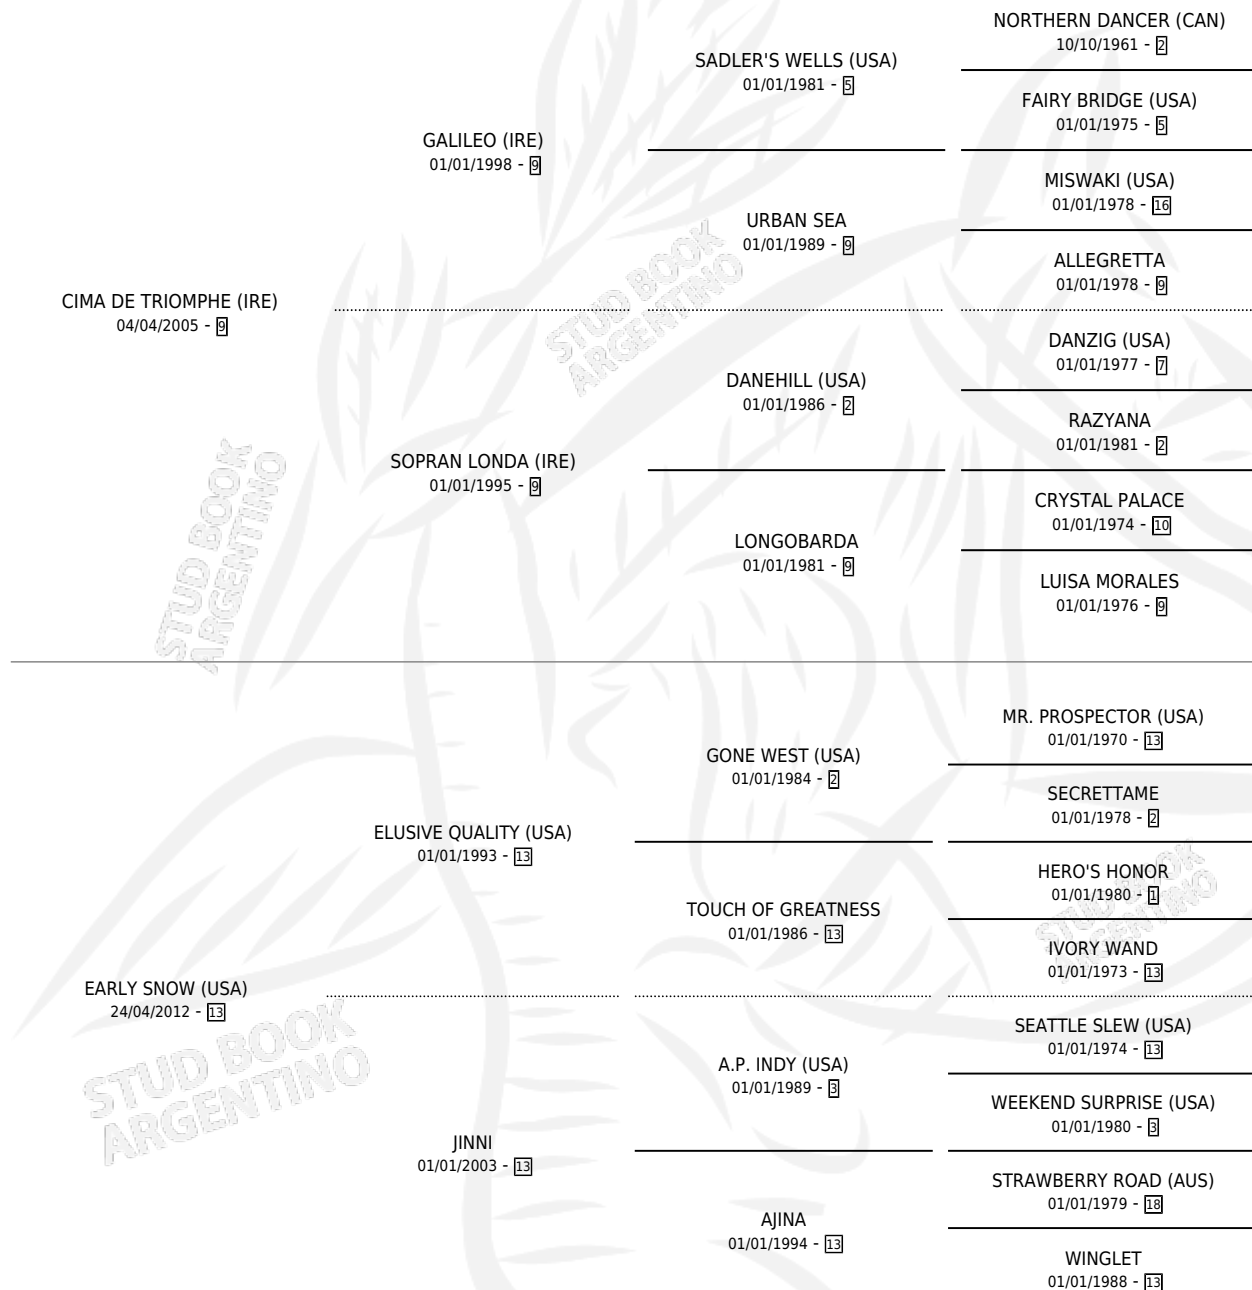 CIMA DE TRIOMPHE (IRE)
04/04/2005 - 9
GALILEO (IRE)
01/01/1998 - 9
SOPRAN LONDA (IRE)
01/01/1995 - 9
SADLER'S WELLS (USA)
01/01/1981 - 5
URBAN SEA
01/01/1989 - 9
DANEHILL (USA)
01/01/1986 - 2
LONGOBARDA
01/01/1981 - 9
NORTHERN DANCER (CAN)
10/10/1961 - 2
FAIRY BRIDGE (USA)
01/01/1975 - 5
MISWAKI (USA)
01/01/1978 - 16
ALLEGRETTA
01/01/1978 - 9
DANZIG (USA)
01/01/1977 - 7
RAZYANA
01/01/1981 - 2
CRYSTAL PALACE
01/01/1974 - 10
LUISA MORALES
01/01/1976 - 9
EARLY SNOW (USA)
24/04/2012 - 13
ELUSIVE QUALITY (USA)
01/01/1993 - 13
JINNI
01/01/2003 - 13
GONE WEST (USA)
01/01/1984 - 2
TOUCH OF GREATNESS
01/01/1986 - 13
A.P. INDY (USA)
01/01/1989 - 3
AJINA
01/01/1994 - 13
MR. PROSPECTOR (USA)
01/01/1970 - 13
SECRETTAME
01/01/1978 - 2
HERO'S HONOR
01/01/1980 - 1
IVORY WAND
01/01/1973 - 13
SEATTLE SLEW (USA)
01/01/1974 - 13
WEEKEND SURPRISE (USA)
01/01/1980 - 3
STRAWBERRY ROAD (AUS)
01/01/1979 - 18
WINGLET
01/01/1988 - 13
STUD BOOK
ARGENTINO
STUD BOOK
ARGENTINO
STUD BOOK
ARGENTINO
STUD BOOK
ARGENTINO